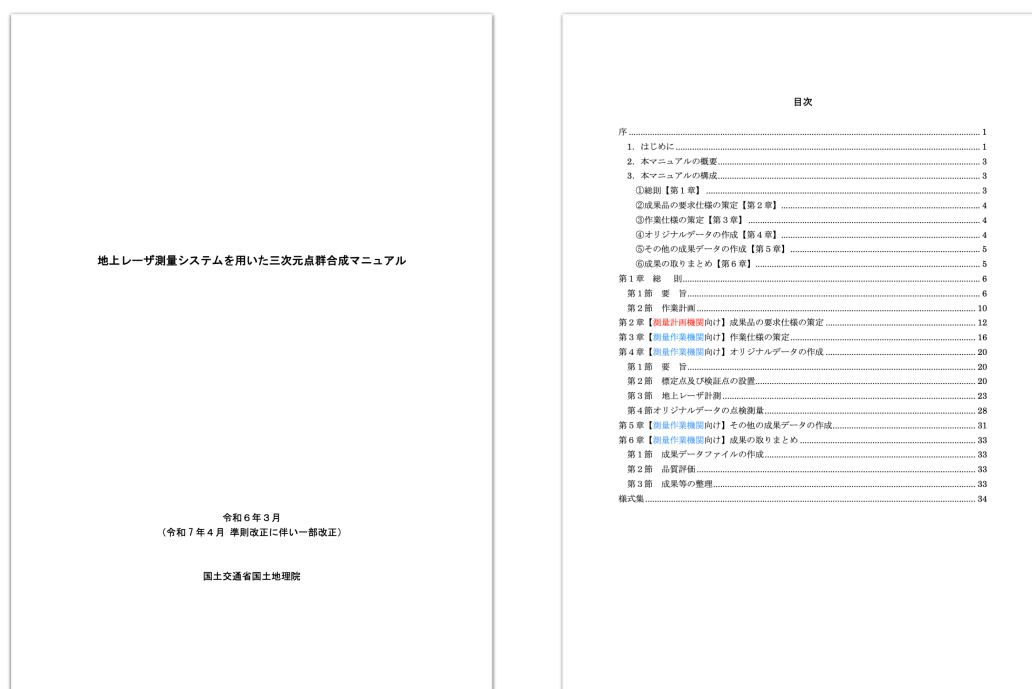 地上レーザ測量システムを用いた三次元点群合成マニュアル
令和６年３月
（令和７年４月 準則改正に伴い一部改正）
国土交通省国土地理院
目次
序 1
1. はじめに 1
2. 本マニュアルの概要 3
3. 本マニュアルの構成 3
①総則【第１章】 3
②成果品の要求仕様の策定【第２章】 4
③作業仕様の策定【第３章】 4
④オリジナルデータの作成【第４章】 4
⑤その他の成果データの作成【第５章】 5
⑥成果の取りまとめ【第６章】 5
第１章 総　則 6
第１節 要　旨 6
第２節 作業計画 10
第２章【測量計画機関向け】成果品の要求仕様の策定 12
第３章【測量作業機関向け】作業仕様の策定 16
第４章【測量作業機関向け】オリジナルデータの作成 20
第１節 要　旨 20
第２節 標定点及び検証点の設置 20
第３節 地上レーザ計測 23
第４節オリジナルデータの点検測量 28
第５章【測量作業機関向け】その他の成果データの作成 31
第６章【測量作業機関向け】成果の取りまとめ 33
第１節 成果データファイルの作成 33
第２節 品質評価 33
第３節 成果等の整理 33
様式集 34